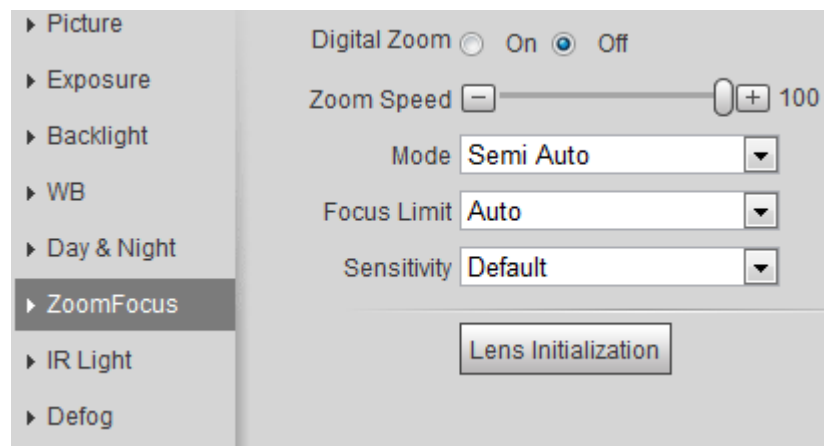 Picture
Exposure
Backlight
WB
Day & Night
ZoomFocus
IR Light
Defog
Digital Zoom On Off
Zoom Speed 100
Mode Semi Auto
Focus Limit Auto
Sensitivity Default
Lens Initialization